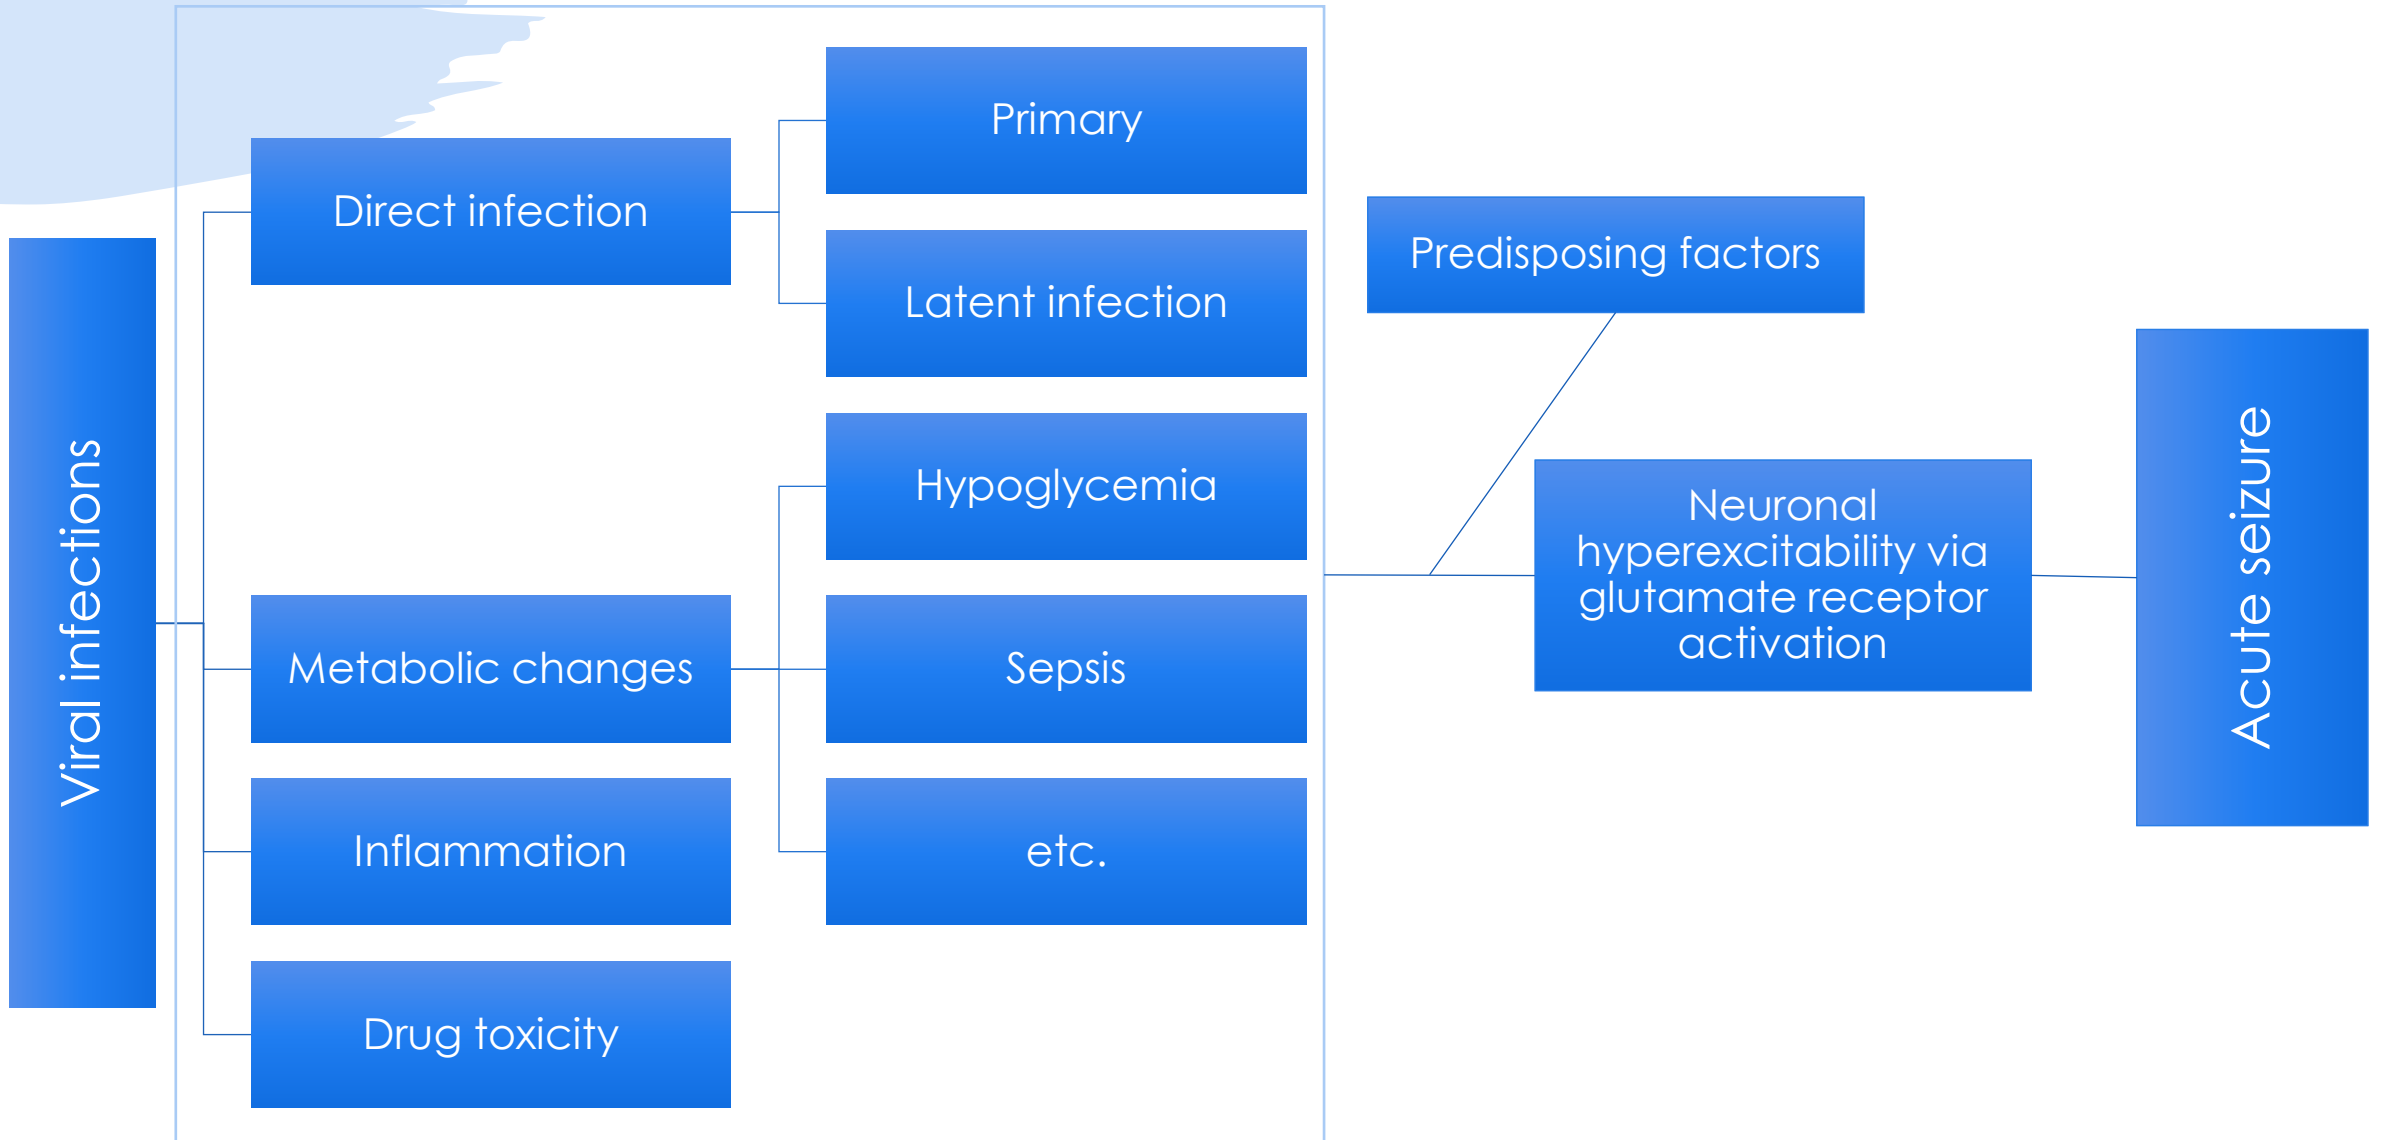 Viral infections
Direct infection
Primary
Latent infection
Metabolic changes
Hypoglycemia
Sepsis
etc.
Inflammation
Drug toxicity
Predisposing factors
Neuronal
hyperexcitability via
glutamate receptor
activation
Acute seizure